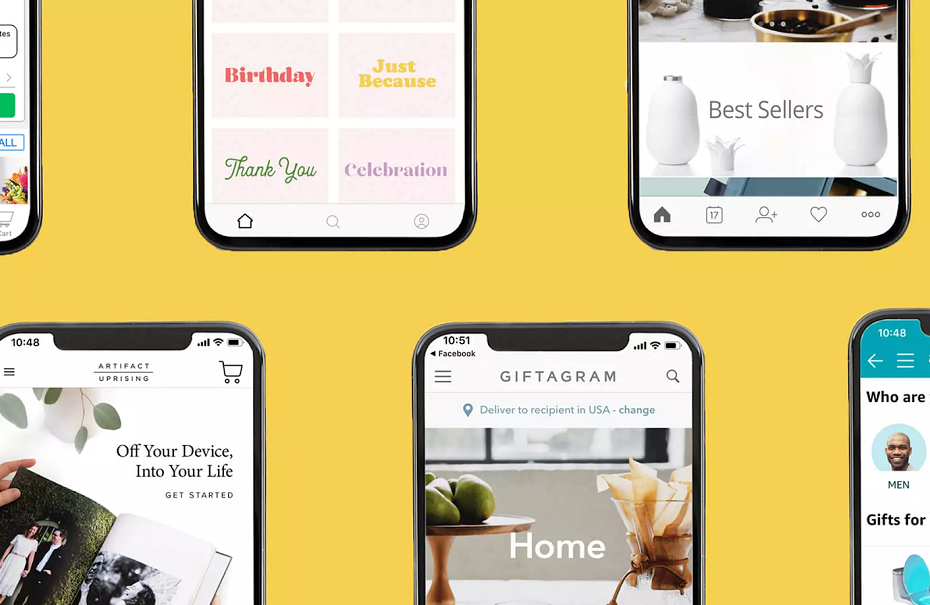 tes
ALL
Cart
Birthday
Just
Because
Thank You
Celebration
Best Sellers
17
10:48
ARTIFACT
UPRISING
Off Your Device,
Into Your Life
GET STARTED
10:51
Facebook
GIFTAGRAM
Deliver to recipient in USA - change
Home
10:48
Who are
MEN
Gifts for